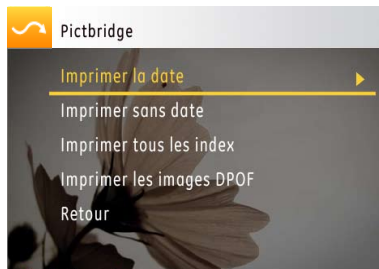 Pictbridge
Imprimer la date
Imprimer sans date
Imprimer tous les index
Imprimer les images DPOF
Retour